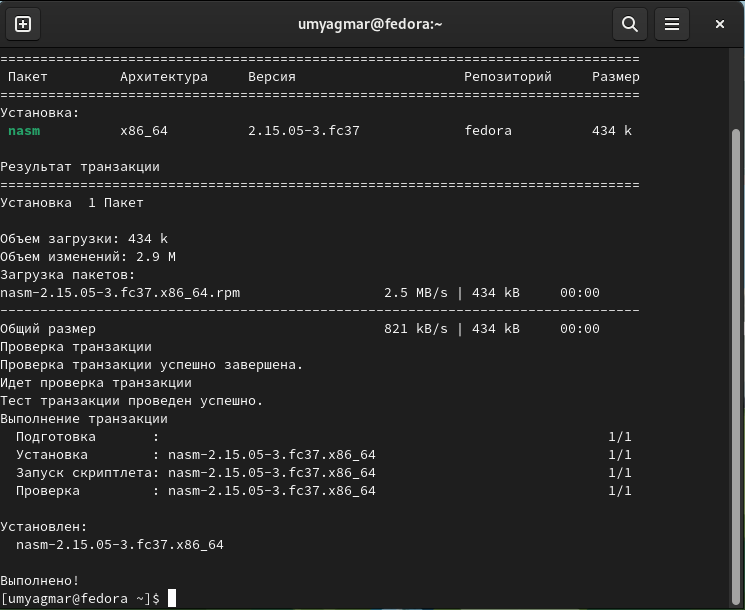 umyagmar@fedora:~
================================================================================
 Пакет         Архитектура     Версия                     Репозиторий     Размер
================================================================================
Установка:
 nasm          x86_64          2.15.05-3.fc37             fedora          434 k

Результат транзакции
================================================================================
Установка  1 Пакет

Объем загрузки: 434 k
Объем изменений: 2.9 M
Загрузка пакетов:
nasm-2.15.05-3.fc37.x86_64.rpm                  2.5 MB/s | 434 kB     00:00
--------------------------------------------------------------------------------
Общий размер                                    821 kB/s | 434 kB     00:00
Проверка транзакции
Проверка транзакции успешно завершена.
Идет проверка транзакции
Тест транзакции проведен успешно.
Выполнение транзакции
  Подготовка       :                                                        1/1
  Установка        : nasm-2.15.05-3.fc37.x86_64                             1/1
  Запуск скриптлета: nasm-2.15.05-3.fc37.x86_64                             1/1
  Проверка         : nasm-2.15.05-3.fc37.x86_64                             1/1

Установлен:
  nasm-2.15.05-3.fc37.x86_64

Выполнено!
[umyagmar@fedora ~]$